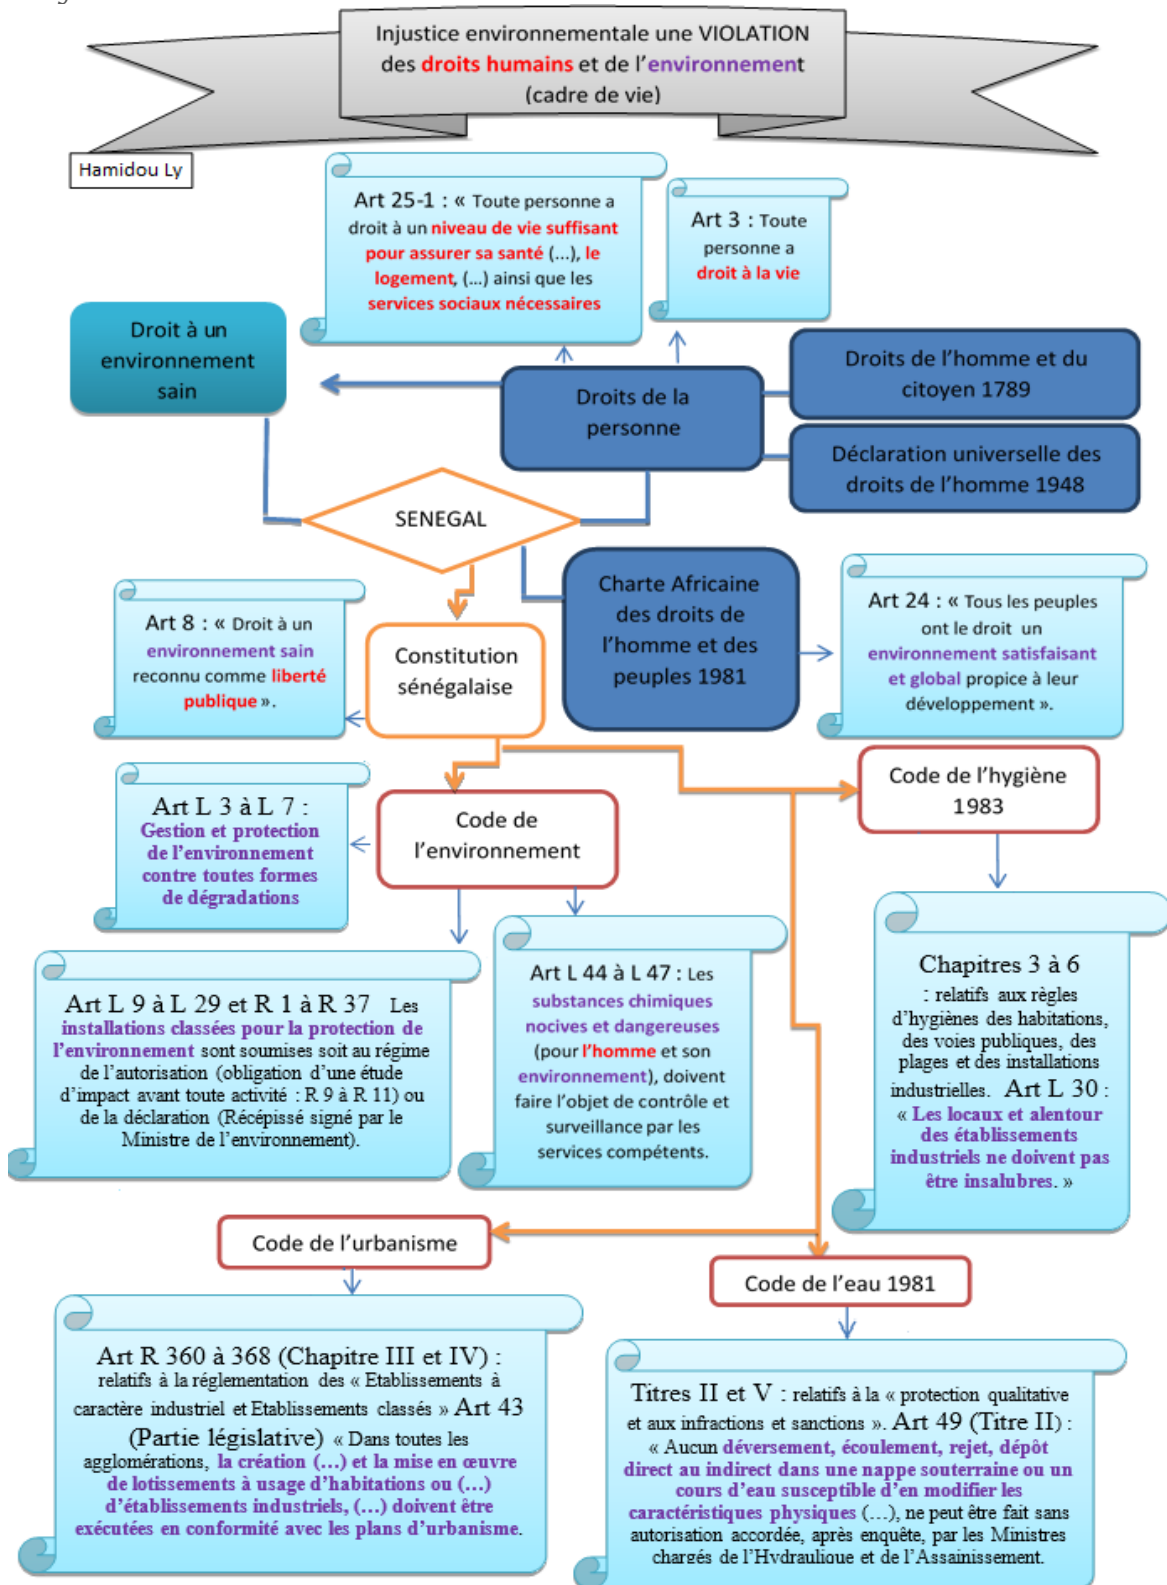 Injustice environnementale une VIOLATION
des droits humains et de l'environnement
(cadre de vie)
Hamidou Ly
Art 25-1 : « Toute personne a
droit à un niveau de vie suffisant
pour assurer sa santé (...), le
logement, (...) ainsi que les
services sociaux nécessaires
Art 3 : Toute
personne a
droit à la vie
Droit à un
environnement
sain
Droits de la
personne
Droits de l'homme et du
citoyen 1789
Déclaration universelle des
droits de l'homme 1948
SENEGAL
Charte Africaine
des droits de
l'homme et des
peuples 1981
Art 24 : « Tous les peuples
ont le droit un
environnement satisfaisant
et global propice à leur
développement ».
Art 8 : « Droit à un
environnement sain
reconnu comme liberté
publique ».
Constitution
sénégalaise
Code de l'hygiène
1983
Art L 3 à L 7 :
Gestion et protection
de l'environnement
contre toutes formes
de dégradations
Code de
l'environnement
Art L 9 à L 29 et R 1 à R 37 Les
installations classées pour la protection de
l'environnement sont soumises soit au régime
de l'autorisation (obligation d'une étude
d'impact avant toute activité : R 9 à R 11) ou
de la déclaration (Récépissé signé par le
Ministre de l'environnement).
Art L 44 à L 47 : Les
substances chimiques
nocives et dangereuses
(pour l'homme et son
environnement), doivent
faire l'objet de contrôle et
surveillance par les
services compétents.
Chapitres 3 à 6
: relatifs aux règles
d'hygiènes des habitations,
des voies publiques, des
plages et des installations
industrielles. Art L 30 :
« Les locaux et alentour
des établissements
industriels ne doivent pas
être insalubres. »
Code de l'urbanisme
Code de l'eau 1981
Art R 360 à 368 (Chapitre III et IV) :
relatifs à la réglementation des « Etablissements à
caractère industriel et Etablissements classés » Art 43
(Partie législative) « Dans toutes les
agglomérations, la création (...) et la mise en œuvre
de lotissements à usage d'habitations ou (...)
d'établissements industriels, (...) doivent être
exécutées en conformité avec les plans d'urbanisme.
Titres II et V : relatifs à la « protection qualitative
et aux infractions et sanctions ». Art 49 (Titre II) :
« Aucun déversement, écoulement, rejet, dépôt
direct au indirect dans une nappe souterraine ou un
cours d'eau susceptible d'en modifier les
caractéristiques physiques (...), ne peut être fait sans
autorisation accordée, après enquête, par les Ministres
chargés de l'Hydraulique et de l'Assainissement.